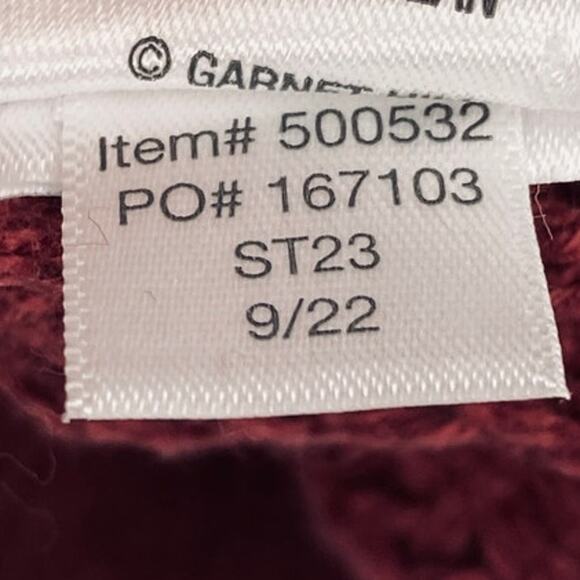 © GARNET
Item# 500532
PO# 167103
ST23
9/22